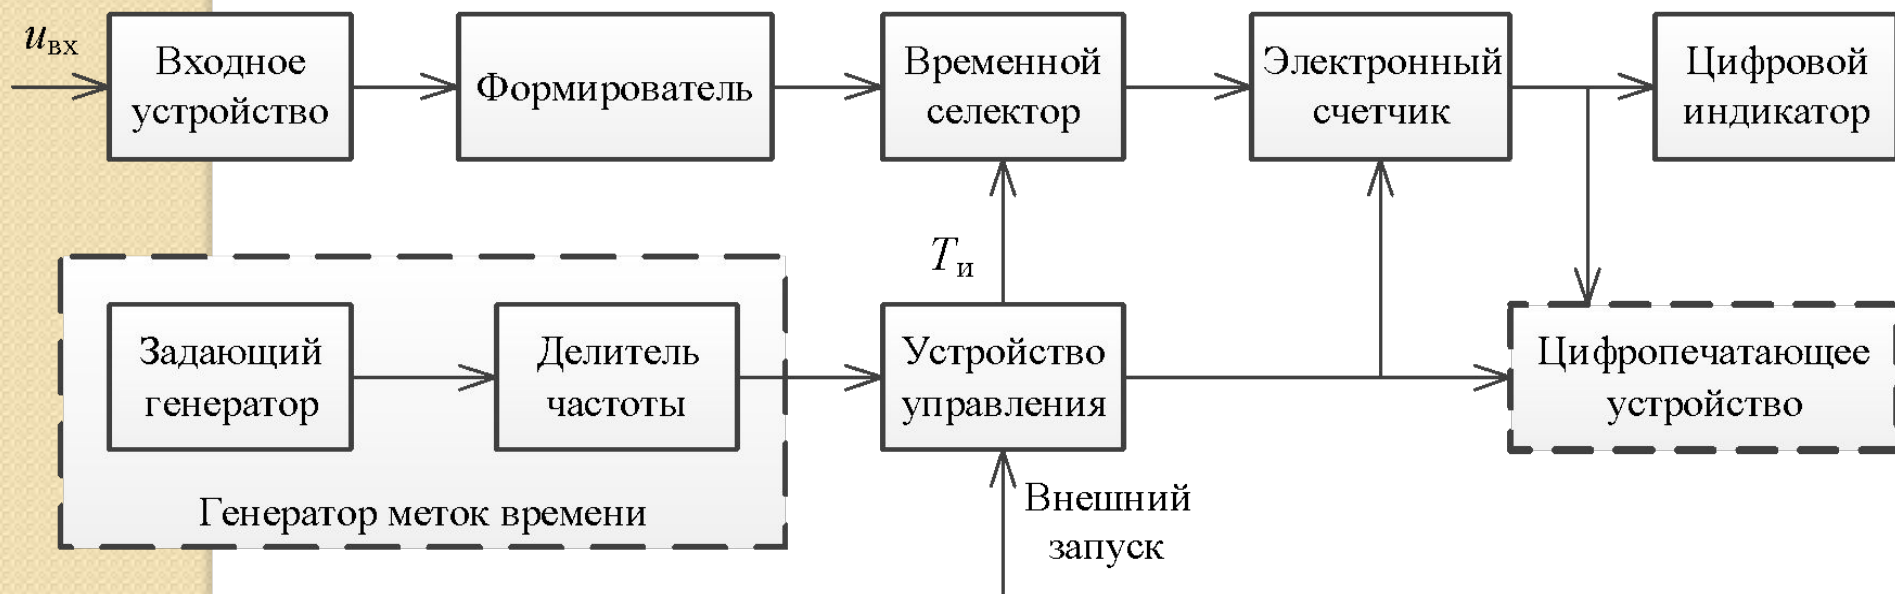 uвх
Входное
устройство
Формирователь
Временной
селектор
Электронный
счетчик
Цифровой
индикатор
Tи
Задающий
генератор
Делитель
частоты
Устройство
управления
Цифропечатающее
устройство
Генератор меток времени
Внешний
запуск